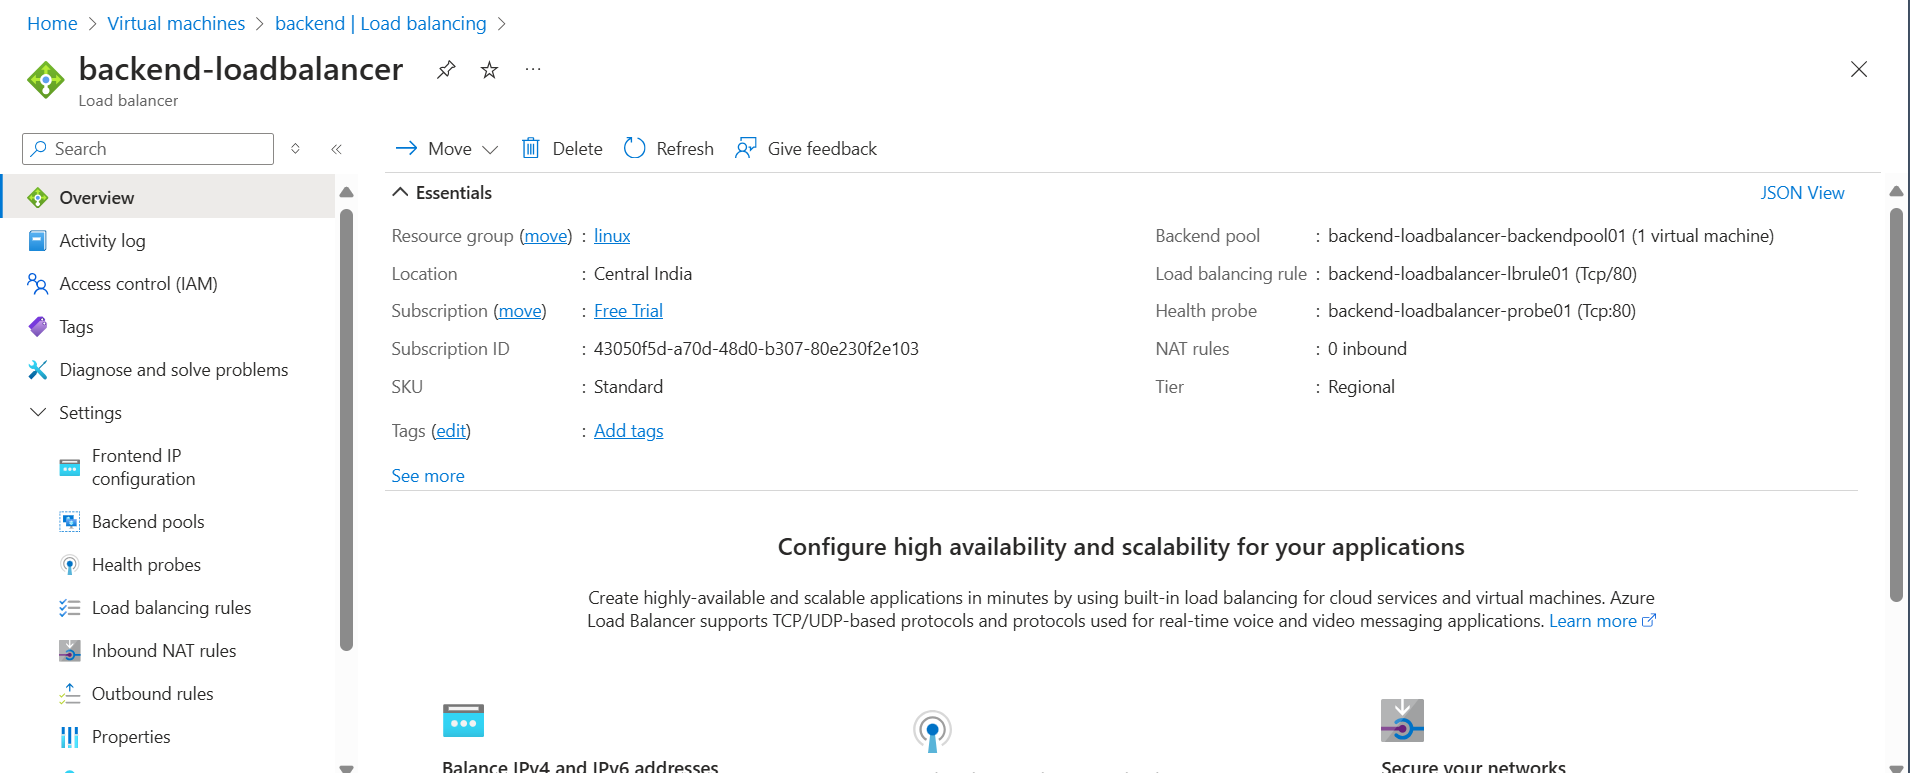 Home > Virtual machines > backend | Load balancing >
backend-loadbalancer
Load balancer
Search
Move
Delete
Refresh
Give feedback
Overview
Activity log
Access control (IAM)
Tags
Diagnose and solve problems
Settings
Frontend IP
configuration
Backend pools
Health probes
Load balancing rules
Inbound NAT rules
Outbound rules
Properties
Essentials
JSON View
Resource group (move) : linux
Location : Central India
Subscription (move) : Free Trial
Subscription ID : 43050f5d-a70d-48d0-b307-80e230f2e103
SKU : Standard
Tags (edit) : Add tags
See more
Backend pool : backend-loadbalancer-backendpool01 (1 virtual machine)
Load balancing rule : backend-loadbalancer-lbrule01 (Tcp/80)
Health probe : backend-loadbalancer-probe01 (Tcp:80)
NAT rules : 0 inbound
Tier : Regional
Configure high availability and scalability for your applications
Create highly-available and scalable applications in minutes by using built-in load balancing for cloud services and virtual machines. Azure
Load Balancer supports TCP/UDP-based protocols and protocols used for real-time voice and video messaging applications. Learn more
Balance IPv4 and IPv6 addresses
Secure your networks